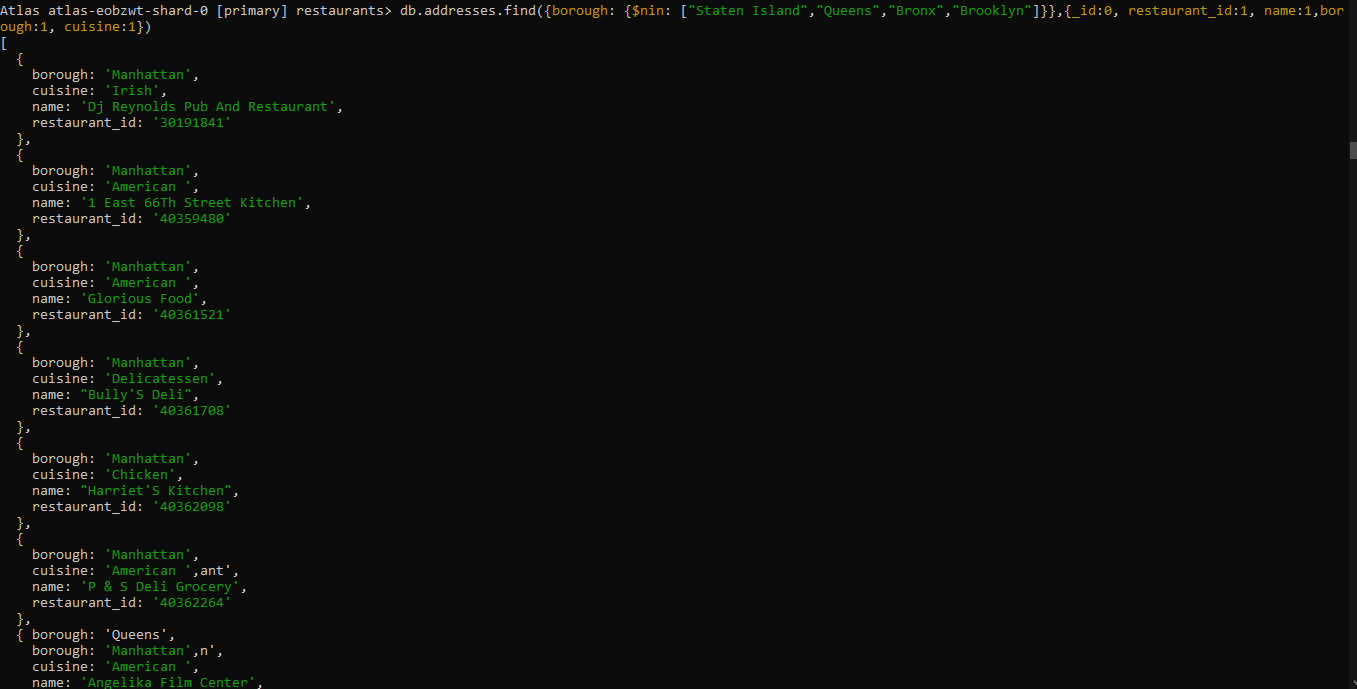 Atlas atlas-eobzwt-shard-0 [primary] restaurants> db.addresses.find({borough: {$nin: ["Staten Island","Queens","Bronx","Brooklyn"]}},{_id:0, restaurant_id:1, name:1,bor
ough:1, cuisine:1})
[
  {
    borough: 'Manhattan',
    cuisine: 'Irish',
    name: 'Dj Reynolds Pub And Restaurant',
    restaurant_id: '30191841'
  },
  {
    borough: 'Manhattan',
    cuisine: 'American ',
    name: '1 East 66Th Street Kitchen',
    restaurant_id: '40359480'
  },
  {
    borough: 'Manhattan',
    cuisine: 'American ',
    name: 'Glorious Food',
    restaurant_id: '40361521'
  },
  {
    borough: 'Manhattan',
    cuisine: 'Delicatessen',
    name: "Bully'S Deli",
    restaurant_id: '40361708'
  },
  {
    borough: 'Manhattan',
    cuisine: 'Chicken',
    name: "Harriet'S Kitchen",
    restaurant_id: '40362098'
  },
  {
    borough: 'Manhattan',
    cuisine: 'American ',ant',
    name: 'P & S Deli Grocery',
    restaurant_id: '40362264'
  },
  { borough: 'Queens',
    borough: 'Manhattan',n',
    cuisine: 'American ',
    name: 'Angelika Film Center',